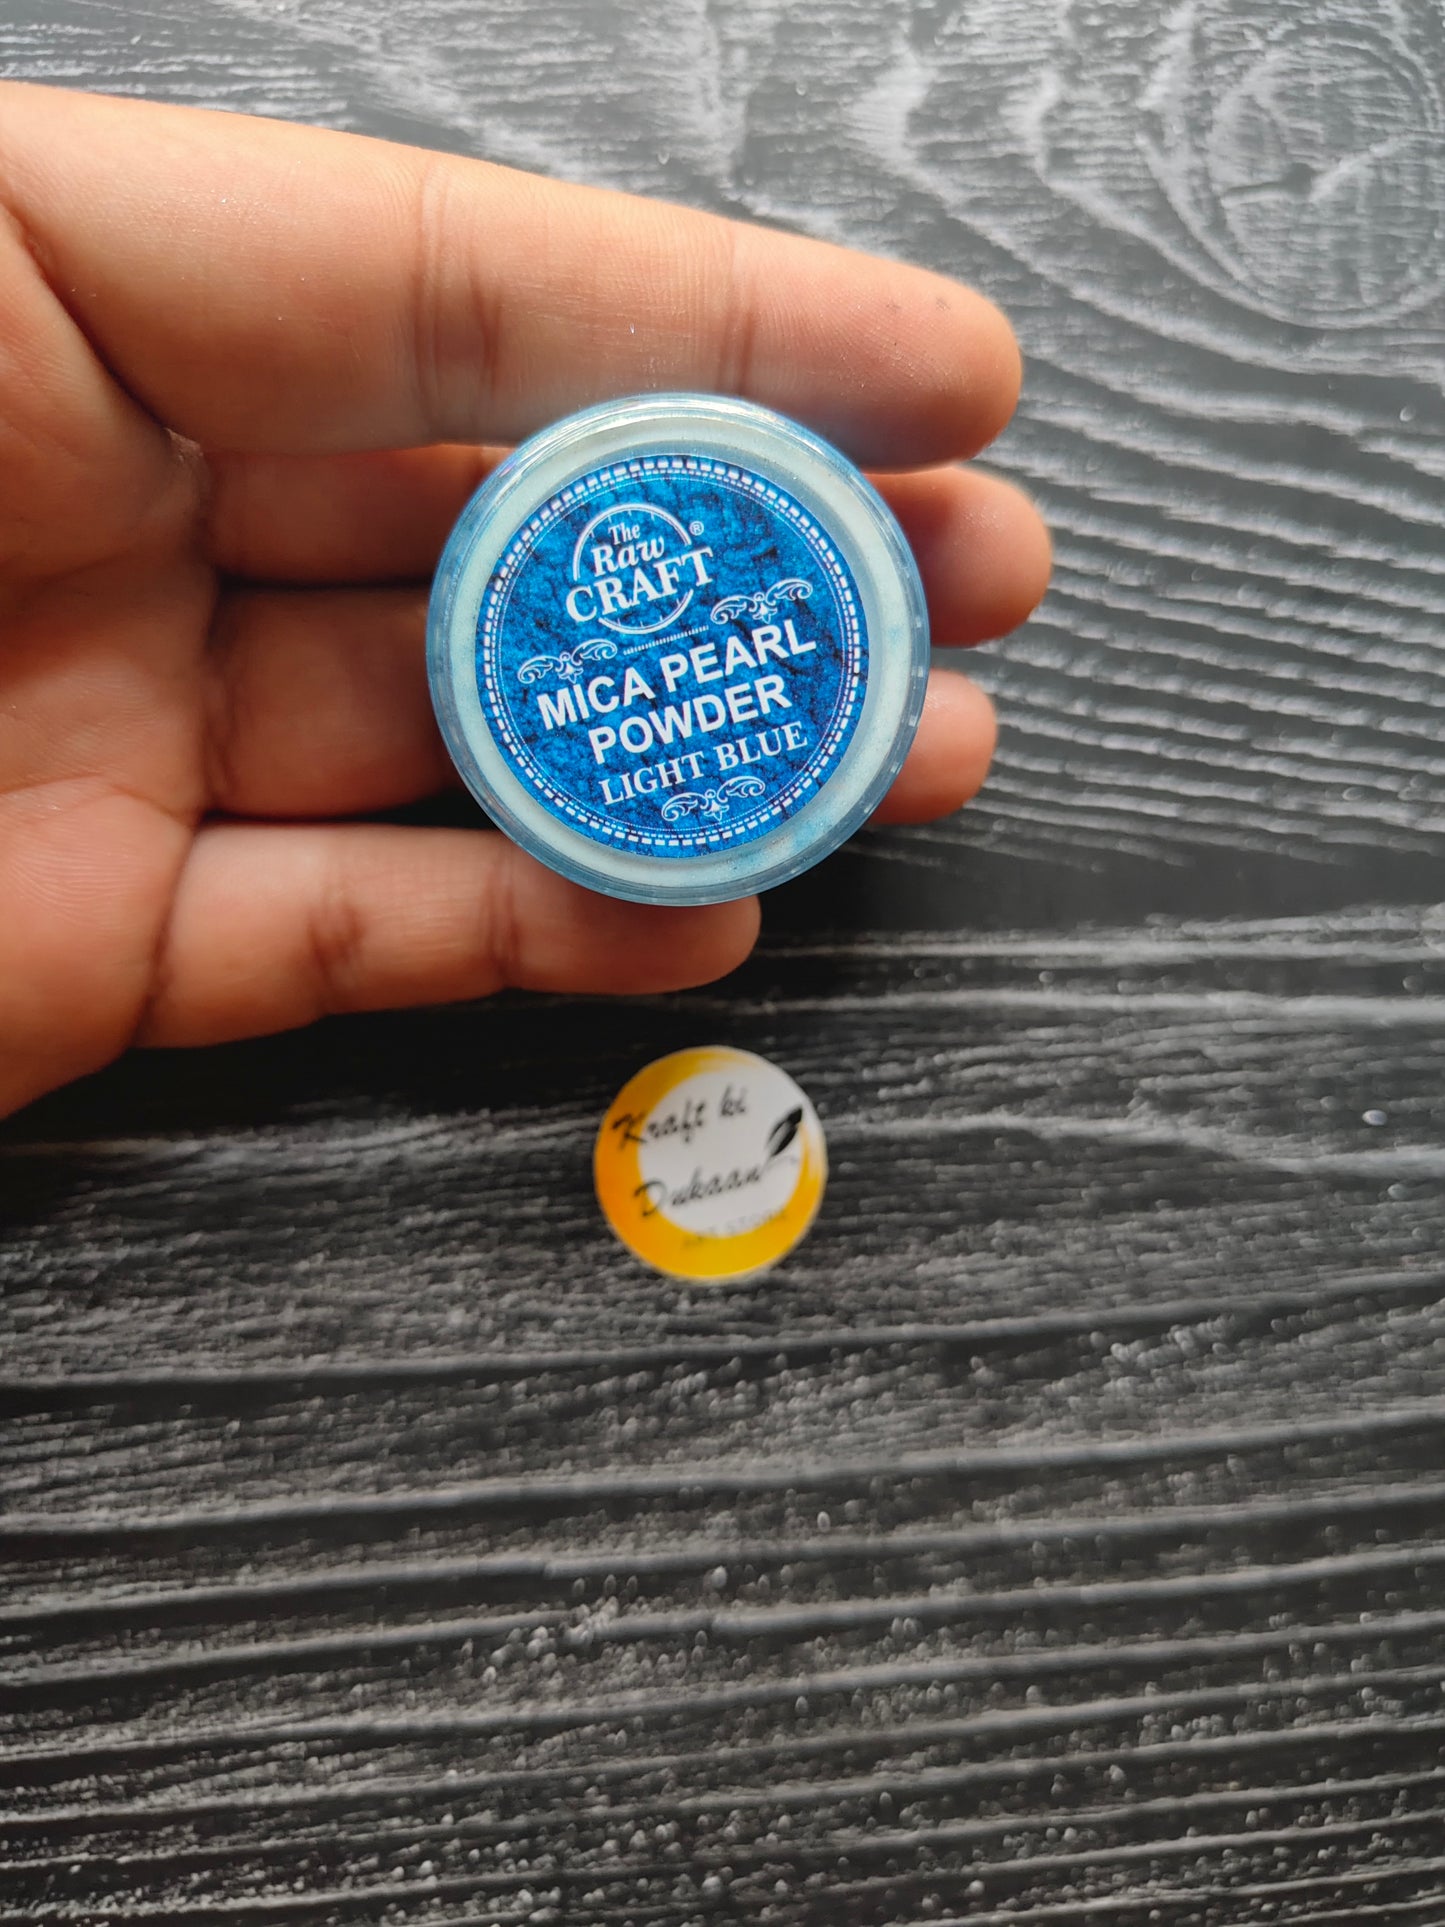 The
Raw
CRAFT®
MICA PEARL
POWDER
LIGHT BLUE
Kraft ki
Dukaan